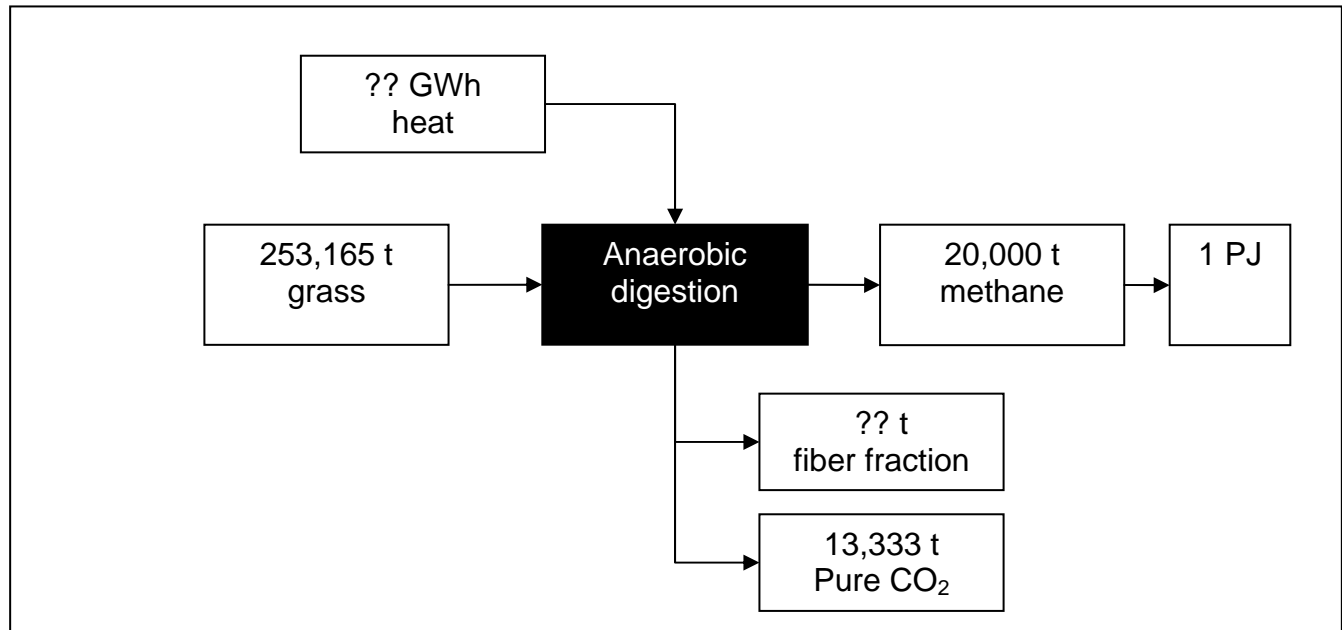 ?? GWh
heat
253,165 t
grass
Anaerobic
digestion
20,000 t
methane
1 PJ
?? t
fiber fraction
13,333 t
Pure CO₂